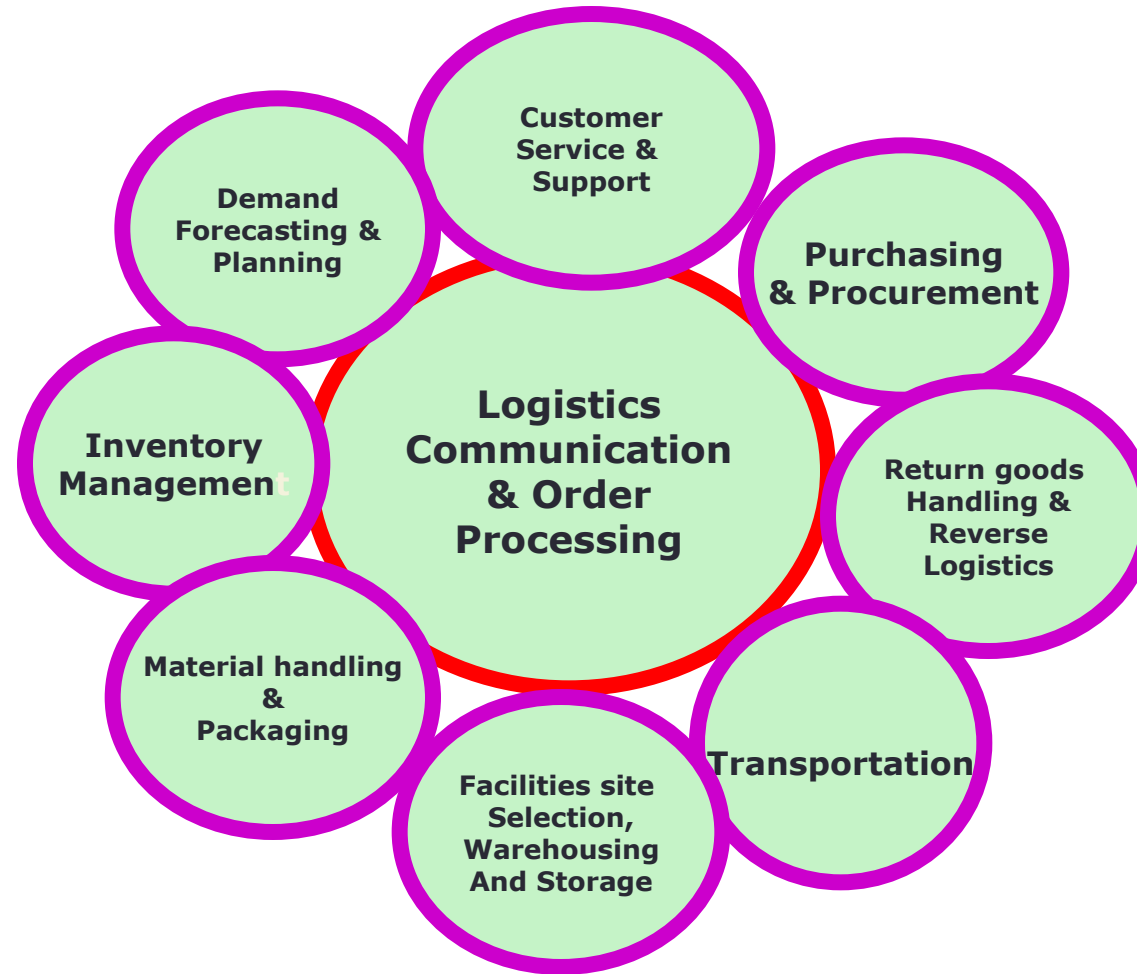 Customer
Service &
Support
Demand
Forecasting &
Planning
Purchasing
& Procurement
Logistics
Communication
& Order
Processing
Inventory
Management
Return goods
Handling &
Reverse
Logistics
Material handling
&
Packaging
Transportation
Facilities site
Selection,
Warehousing
And Storage